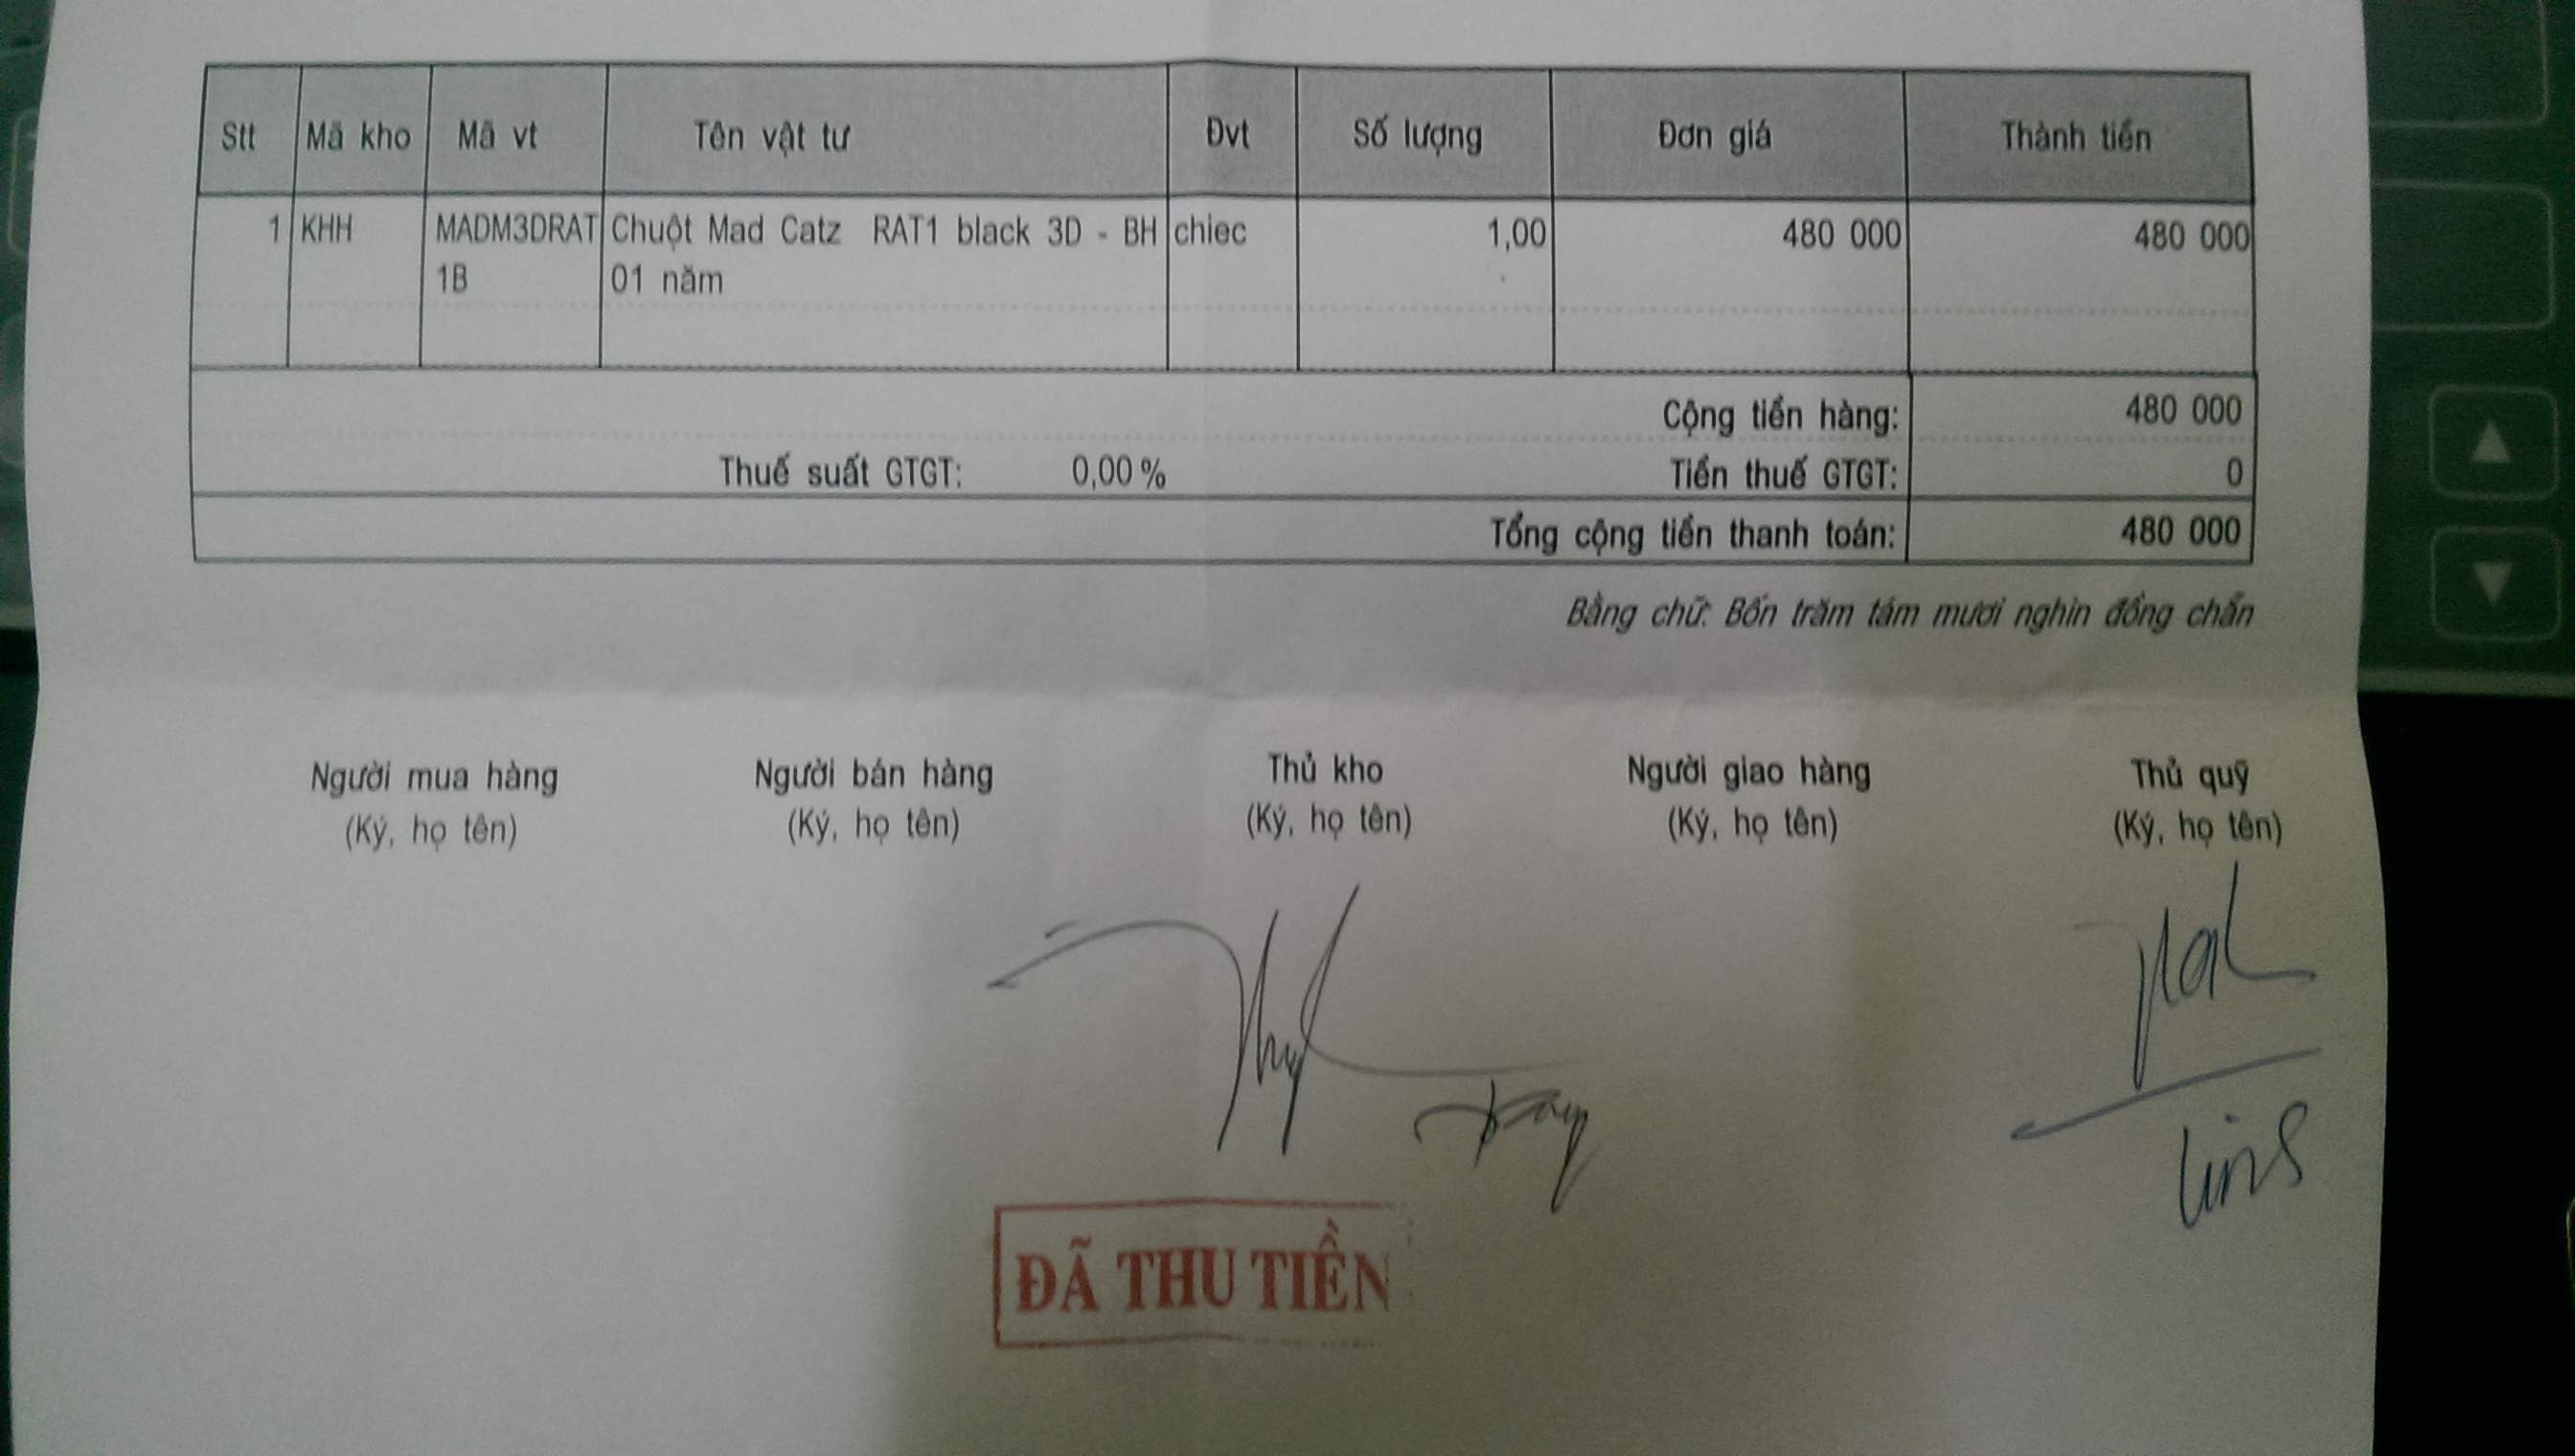 Stt Mã kho Mã vt Tên vật tư Đvt Số lượng Đơn giá Thành tiền
1 KHH MADM3DRAT Chuột Mad Catz RAT1 black 3D - BH chiec 1,00 480 000 480 000
1B 01 năm
Cộng tiền hàng: 480 000
Thuế suất GTGT: 0,00 % Tiền thuế GTGT: 0
Tổng cộng tiền thanh toán: 480 000
Bằng chữ: Bốn trăm tám mươi nghìn đồng chẵn
Người mua hàng Người bán hàng Thủ kho Người giao hàng Thủ quỹ
(Ký, họ tên) (Ký, họ tên) (Ký, họ tên) (Ký, họ tên) (Ký, họ tên)
ĐÃ THU TIỀN